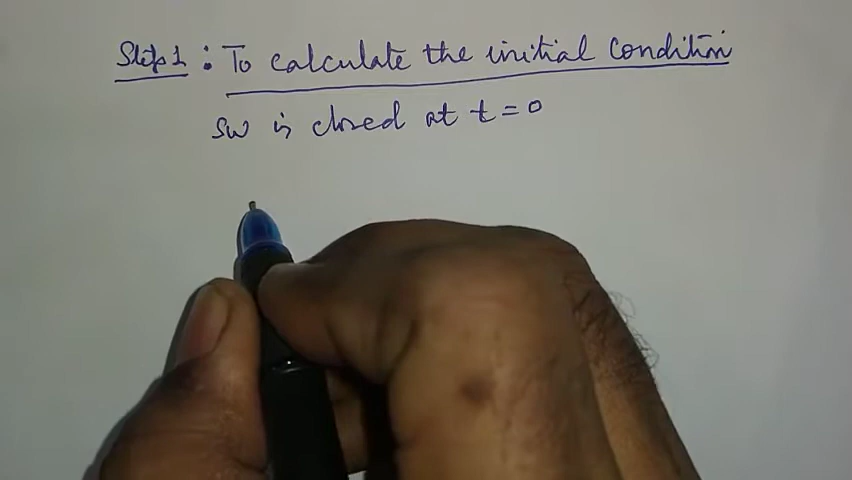 Step 1 : To calculate the initial condition
SW is closed at t = 0